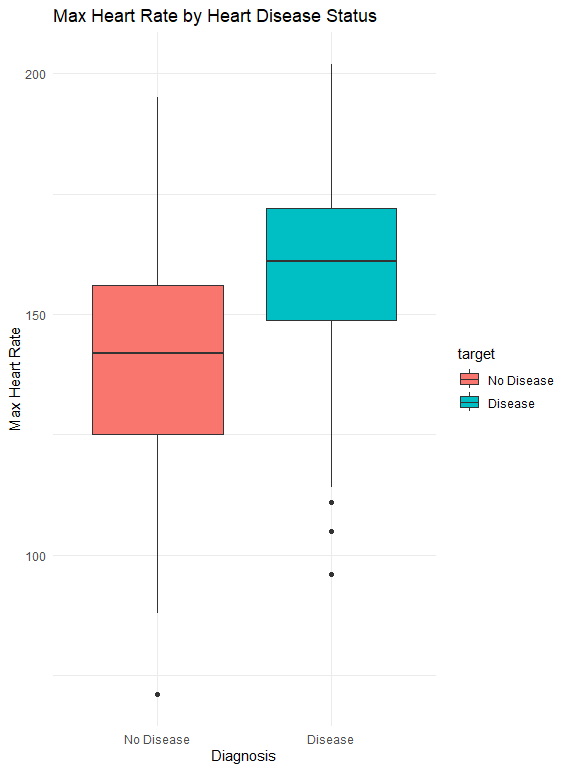 Max Heart Rate by Heart Disease Status
Max Heart Rate
200
150
100
No Disease
Disease
Diagnosis
target
No Disease
Disease